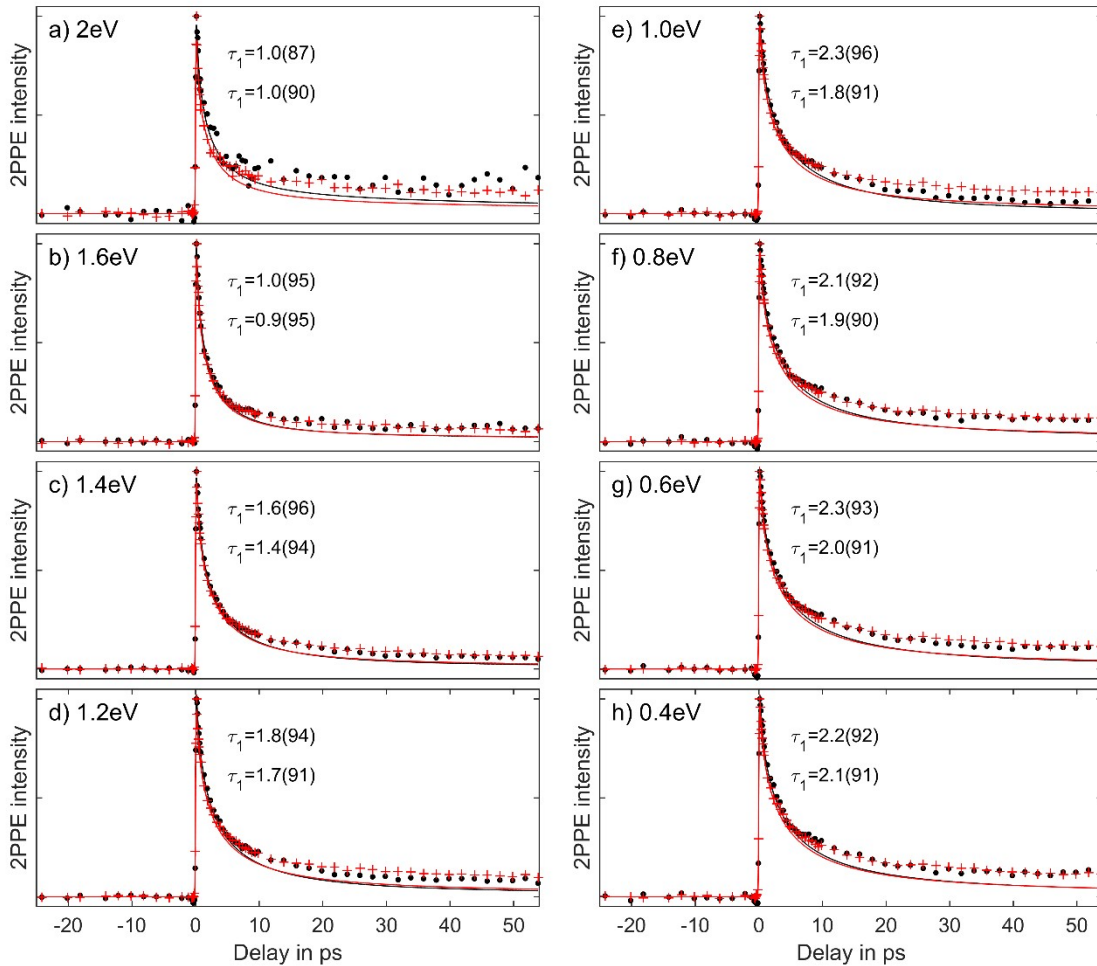 a) 2eV
τ1=1.0(87)
τ1=1.0(90)
2PPE intensity
b) 1.6eV
τ1=1.0(95)
τ1=0.9(95)
2PPE intensity
c) 1.4eV
τ1=1.6(96)
τ1=1.4(94)
2PPE intensity
d) 1.2eV
τ1=1.8(94)
τ1=1.7(91)
2PPE intensity
-20 -10 0 10 20 30 40 50
Delay in ps
e) 1.0eV
τ1=2.3(96)
τ1=1.8(91)
2PPE intensity
f) 0.8eV
τ1=2.1(92)
τ1=1.9(90)
2PPE intensity
g) 0.6eV
τ1=2.3(93)
τ1=2.0(91)
2PPE intensity
h) 0.4eV
τ1=2.2(92)
τ1=2.1(91)
2PPE intensity
-20 -10 0 10 20 30 40 50
Delay in ps